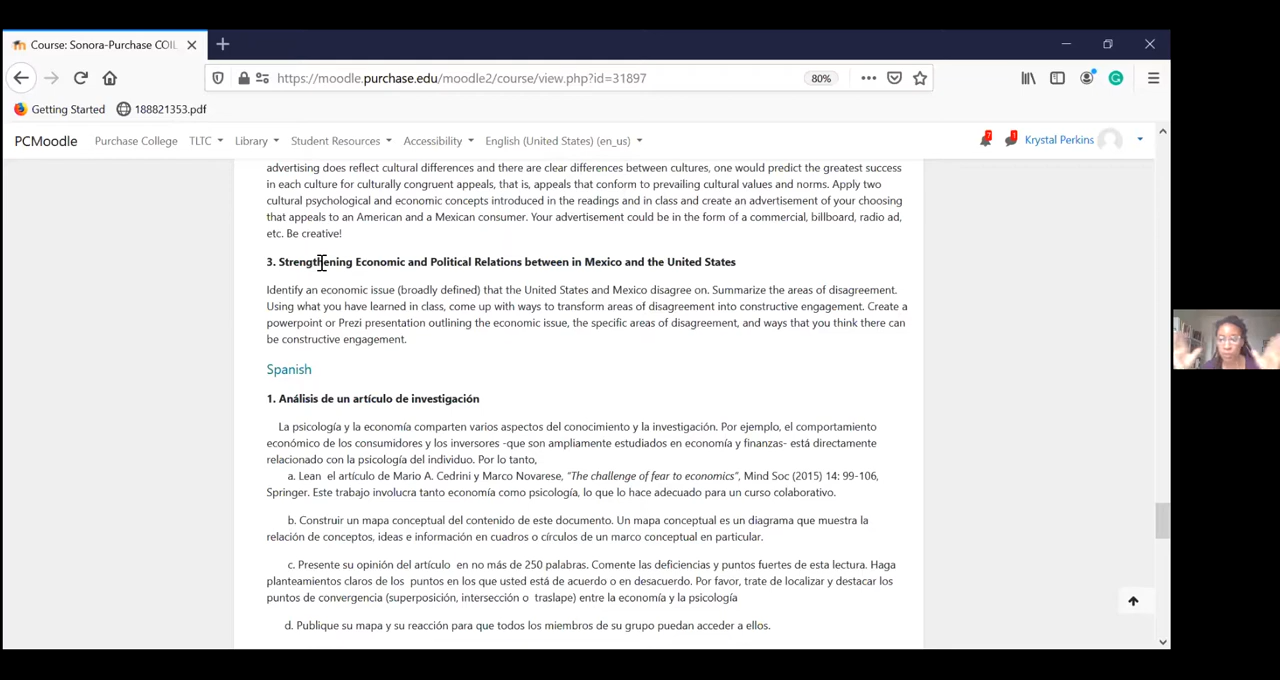 Course: Sonora-Purchase COIL
https://moodle.purchase.edu/moodle2/course/view.php?id=31897
80%
Getting Started
188821353.pdf
PCMoodle
Purchase College
TLTC
Library
Student Resources
Accessibility
English (United States) (en_us)
7
1
Krystal Perkins
advertising does reflect cultural differences and there are clear differences between cultures, one would predict the greatest success
in each culture for culturally congruent appeals, that is, appeals that conform to prevailing cultural values and norms. Apply two
cultural psychological and economic concepts introduced in the readings and in class and create an advertisement of your choosing
that appeals to an American and a Mexican consumer. Your advertisement could be in the form of a commercial, billboard, radio ad,
etc. Be creative!
3. Strengthening Economic and Political Relations between in Mexico and the United States
Identify an economic issue (broadly defined) that the United States and Mexico disagree on. Summarize the areas of disagreement.
Using what you have learned in class, come up with ways to transform areas of disagreement into constructive engagement. Create a
powerpoint or Prezi presentation outlining the economic issue, the specific areas of disagreement, and ways that you think there can
be constructive engagement.
Spanish
1. Análisis de un artículo de investigación
La psicología y la economía comparten varios aspectos del conocimiento y la investigación. Por ejemplo, el comportamiento
económico de los consumidores y los inversores -que son ampliamente estudiados en economía y finanzas- está directamente
relacionado con la psicología del individuo. Por lo tanto,
a. Lean el artículo de Mario A. Cedrini y Marco Novarese, “The challenge of fear to economics”, Mind Soc (2015) 14: 99-106,
Springer. Este trabajo involucra tanto economía como psicología, lo que lo hace adecuado para un curso colaborativo.
b. Construir un mapa conceptual del contenido de este documento. Un mapa conceptual es un diagrama que muestra la
relación de conceptos, ideas e información en cuadros o círculos de un marco conceptual en particular.
c. Presente su opinión del artículo en no más de 250 palabras. Comente las deficiencias y puntos fuertes de esta lectura. Haga
planteamientos claros de los puntos en los que usted está de acuerdo o en desacuerdo. Por favor, trate de localizar y destacar los
puntos de convergencia (superposición, intersección o traslape) entre la economía y la psicología
d. Publique su mapa y su reacción para que todos los miembros de su grupo puedan acceder a ellos.